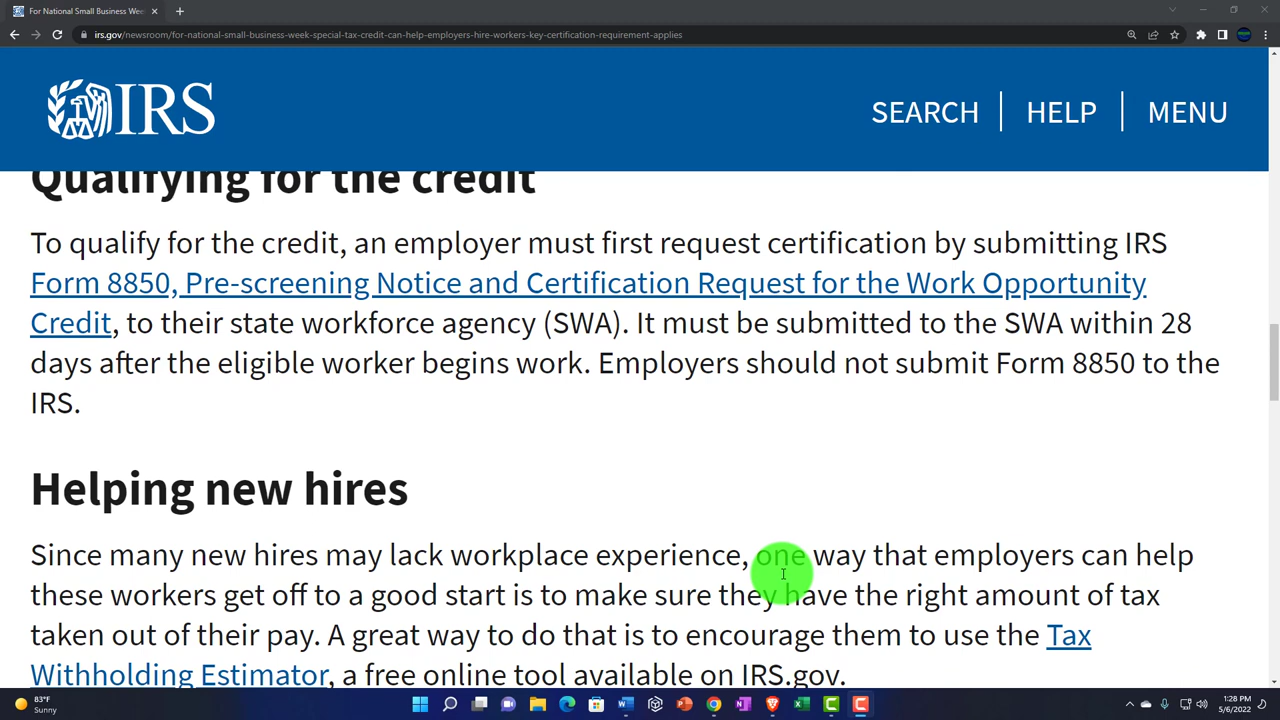 For National Small Business Wee
irs.gov/newsroom/for-national-small-business-week-special-tax-credit-can-help-employers-hire-workers-key-certification-requirement-applies
IRS
SEARCH HELP MENU
Qualifying for the credit
To qualify for the credit, an employer must first request certification by submitting IRS
Form 8850, Pre-screening Notice and Certification Request for the Work Opportunity
Credit, to their state workforce agency (SWA). It must be submitted to the SWA within 28
days after the eligible worker begins work. Employers should not submit Form 8850 to the
IRS.
Helping new hires
Since many new hires may lack workplace experience, one way that employers can help
these workers get off to a good start is to make sure they have the right amount of tax
taken out of their pay. A great way to do that is to encourage them to use the Tax
Withholding Estimator, a free online tool available on IRS.gov.
83°F
Sunny
1:28 PM
5/6/2022